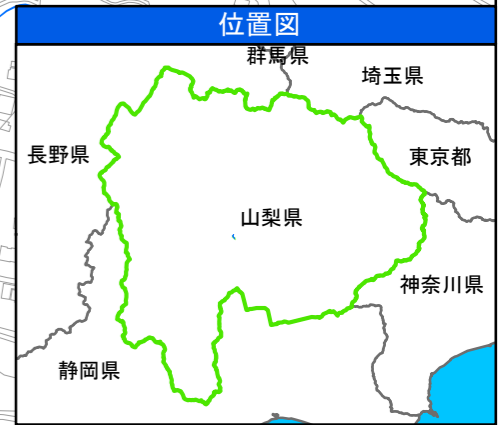 位置図
群馬県
埼玉県
長野県
東京都
山梨県
神奈川県
静岡県